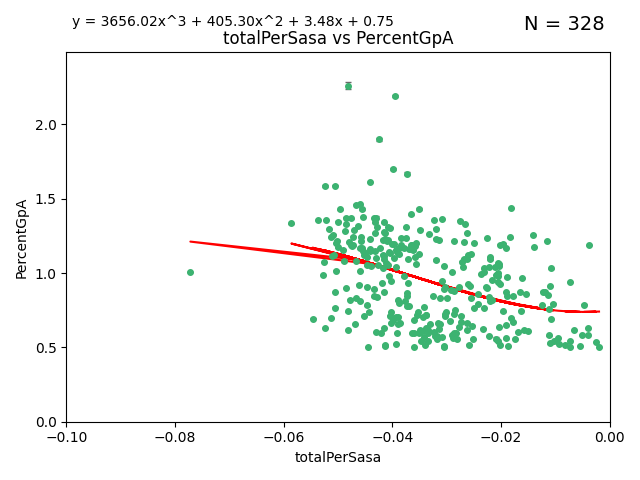 y = 3656.02x^3 + 405.30x^2 + 3.48x + 0.75
N = 328
totalPerSasa vs PercentGpA
PercentGpA
2.0
1.5
1.0
0.5
0.0
−0.10 −0.08 −0.06 −0.04 −0.02 0.00
totalPerSasa